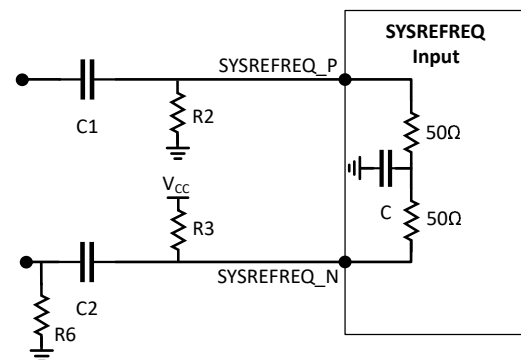 SYSREFREQ
Input
SYSREFREQ_P
C1
R2
50Ω
VCC
R3
C
50Ω
SYSREFREQ_N
C2
R6